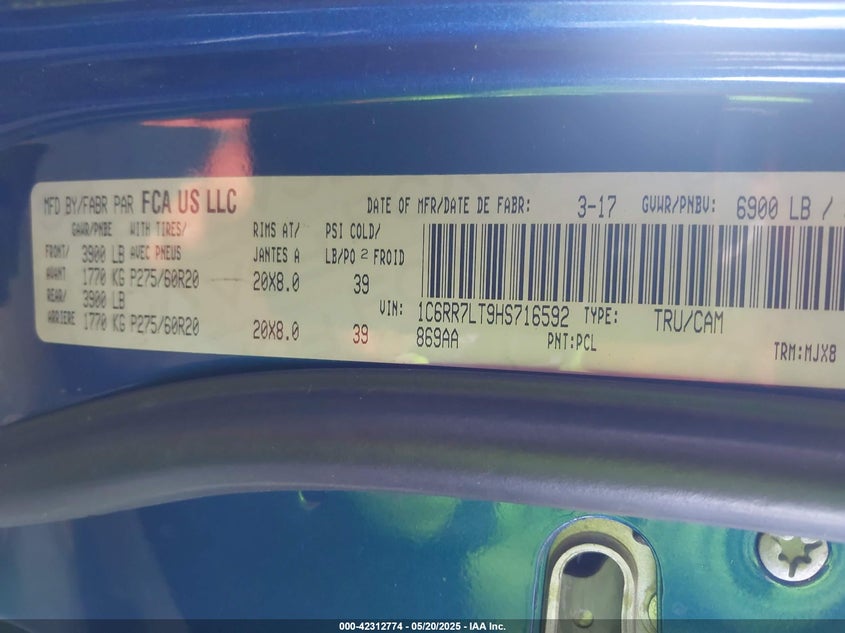 MFD BY/FABR PAR FCA US LLC DATE OF MFR/DATE DE FABR: 3-17 GVWR/PNBV: 6900 LB /
GAWR/PNBE WITH TIRES/ RIMS AT/ PSI COLD/
FRONT/ 3900 LB AVEC PNEUS JANTES A LB/PO 2 FROID
AVANT 1770 KG P275/60R20 20X8.0 39
REAR/ 3900 LB
ARRIERE 1770 KG P275/60R20 20X8.0 39
VIN: 1C6RR7LT9HS716592 TYPE: TRU/CAM
869AA PNT:PCL TRM:MJX8
000-42312774 - 05/20/2025 - IAA Inc.